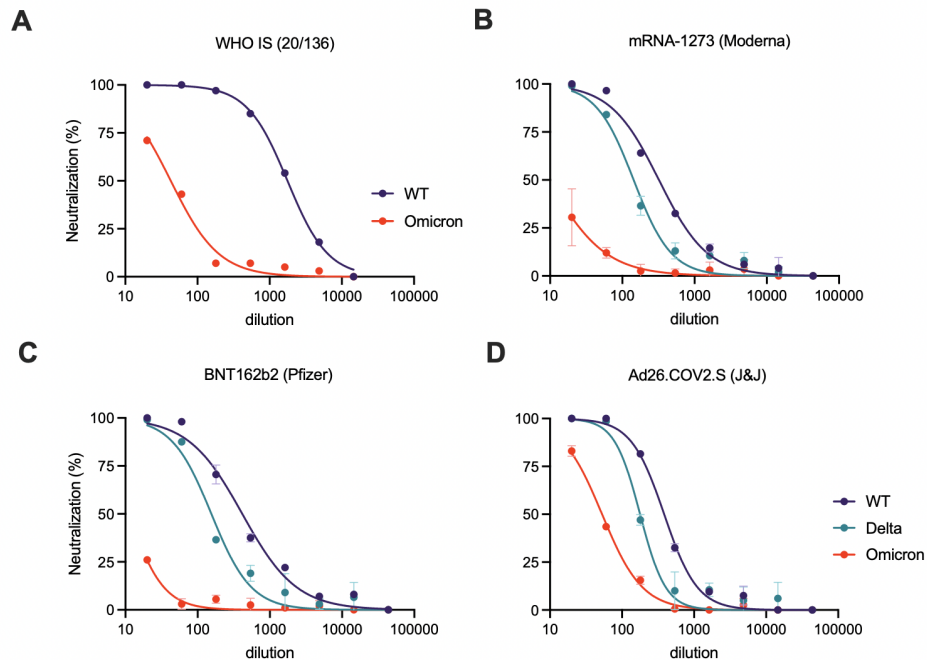 A
WHO IS (20/136)
Neutralization (%)
100
75
50
25
0
10 100 1000 10000 100000
dilution
WT
Omicron
B
mRNA-1273 (Moderna)
100
75
50
25
0
10 100 1000 10000 100000
dilution
C
BNT162b2 (Pfizer)
Neutralization (%)
100
75
50
25
0
10 100 1000 10000 100000
dilution
D
Ad26.COV2.S (J&J)
100
75
50
25
0
10 100 1000 10000 100000
dilution
WT
Delta
Omicron